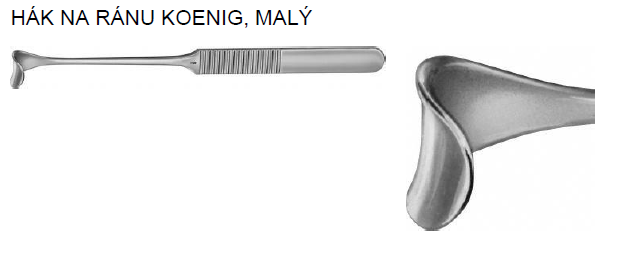 HÁK NA RÁNU KOENIG, MALÝ